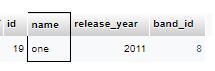 id name release_year band_id
19 one 2011 8